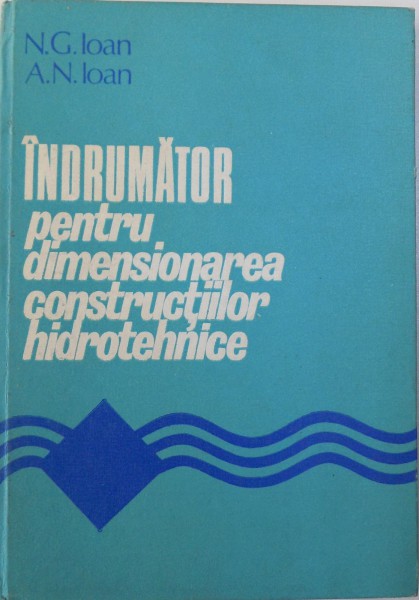 N.G. Ioan
A.N. Ioan
ÎNDRUMĂTOR
pentru
dimensionarea
construcțiilor
hidrotehnice